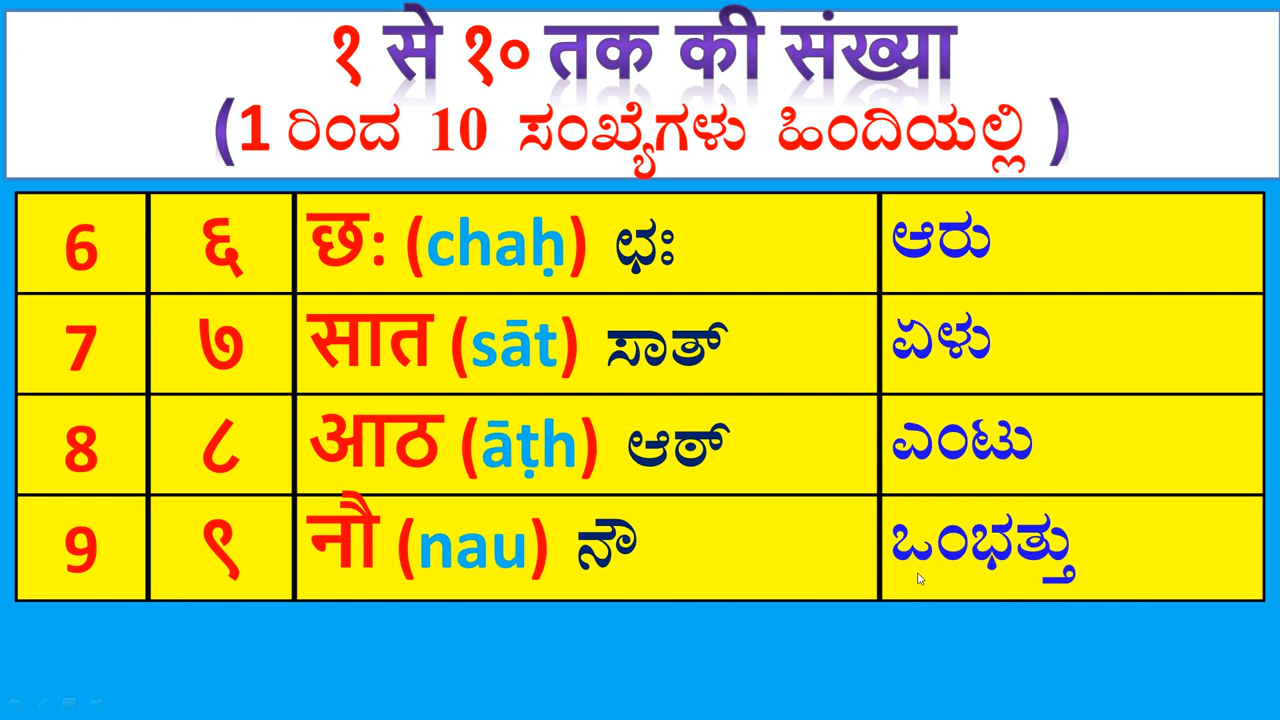 १ से १० तक की संख्या
(1 ರಿಂದ 10 ಸಂಖ್ಯೆಗಳು ಹಿಂದಿಯಲ್ಲಿ )
6 ६ छः (chaḥ) ಛಃ ಆರು
7 ७ सात (sāt) ಸಾತ್ ಏಳು
8 ८ आठ (āṭh) ಆಠ್ ಎಂಟು
9 ९ नौ (nau) ನೌ ಒಂಭತ್ತು